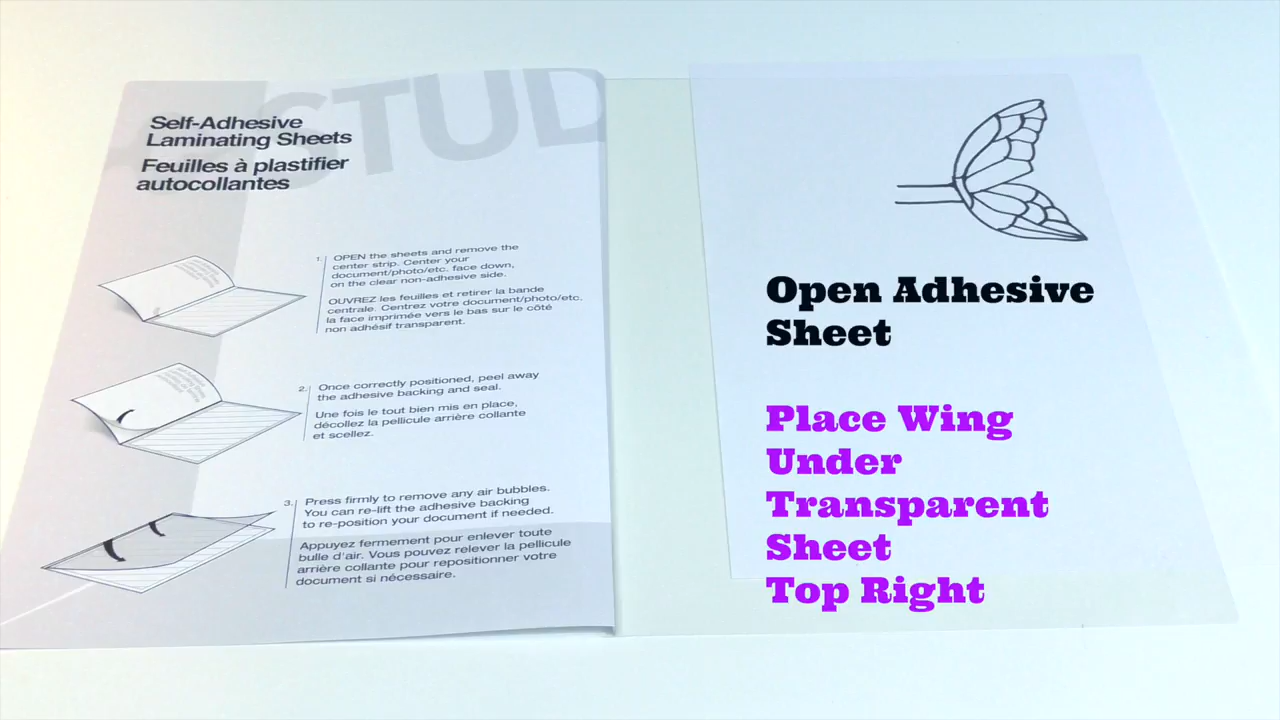 STUD
Self-Adhesive
Laminating Sheets
Feuilles à plastifier
autocollantes
1. OPEN the sheets and remove the
center strip. Center your
document/photo/etc. face down,
on the clear non-adhesive side.
OUVREZ les feuilles et retirer la bande
centrale. Centrez votre document/photo/etc.
la face imprimée vers le bas sur le côté
non adhésif transparent.
2. Once correctly positioned, peel away
the adhesive backing and seal.
Une fois le tout bien mis en place,
décollez la pellicule arrière collante
et scellez.
3. Press firmly to remove any air bubbles.
You can re-lift the adhesive backing
to re-position your document if needed.
Appuyez fermement pour enlever toute
bulle d'air. Vous pouvez relever la pellicule
arrière collante pour repositionner votre
document si nécessaire.
Open Adhesive
Sheet
Place Wing
Under
Transparent
Sheet
Top Right